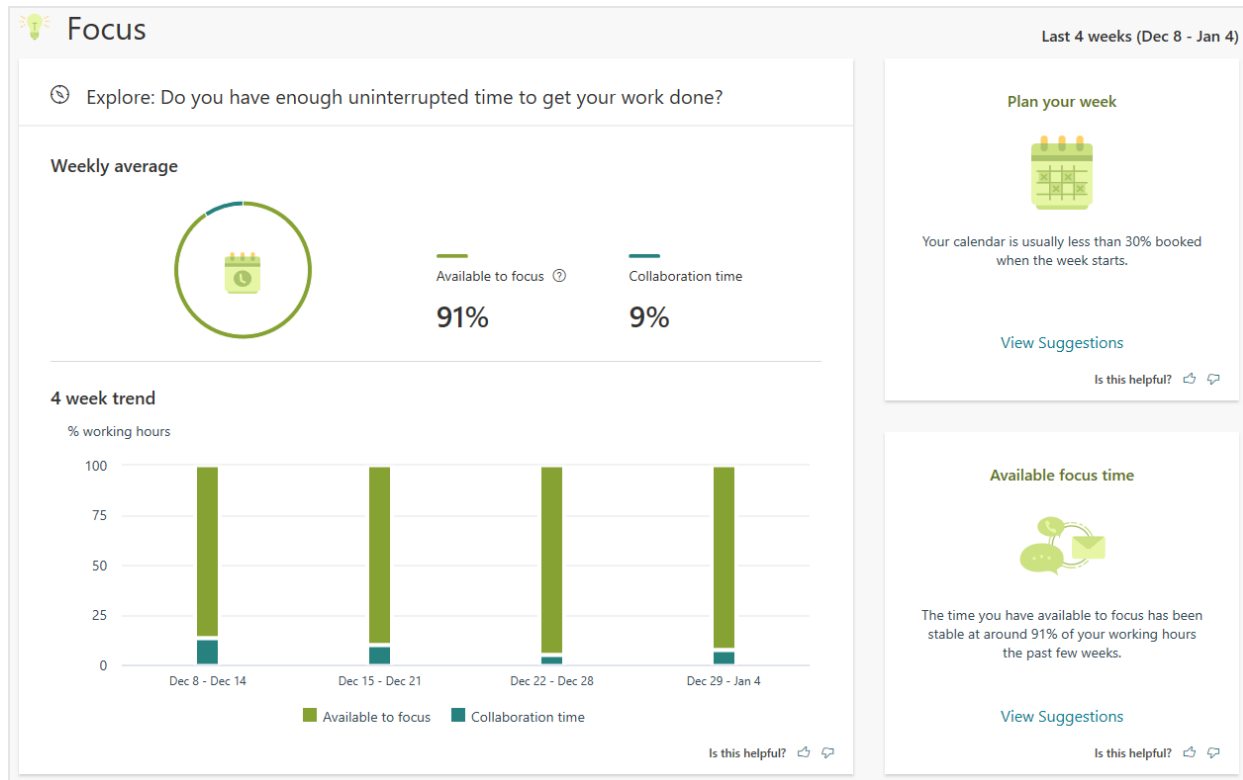 Focus
Last 4 weeks (Dec 8 - Jan 4)
Explore: Do you have enough uninterrupted time to get your work done?
Weekly average
Available to focus
Collaboration time
91%
9%
4 week trend
% working hours
100
75
50
25
0
Dec 8 - Dec 14
Dec 15 - Dec 21
Dec 22 - Dec 28
Dec 29 - Jan 4
Available to focus
Collaboration time
Is this helpful?
Plan your week
Your calendar is usually less than 30% booked
when the week starts.
View Suggestions
Is this helpful?
Available focus time
The time you have available to focus has been
stable at around 91% of your working hours
the past few weeks.
View Suggestions
Is this helpful?